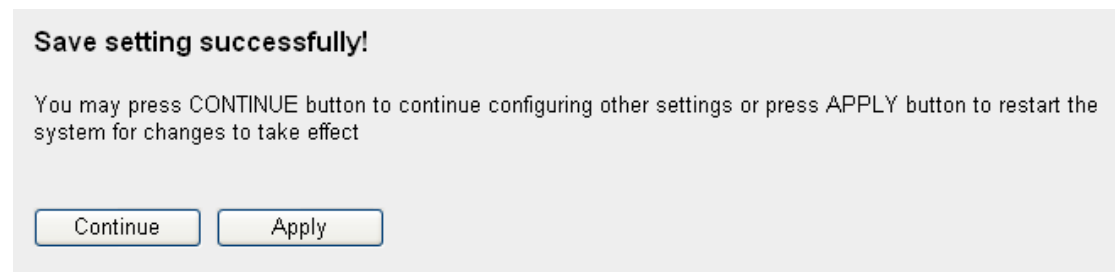 Save setting successfully!
You may press CONTINUE button to continue configuring other settings or press APPLY button to restart the
system for changes to take effect
Continue
Apply